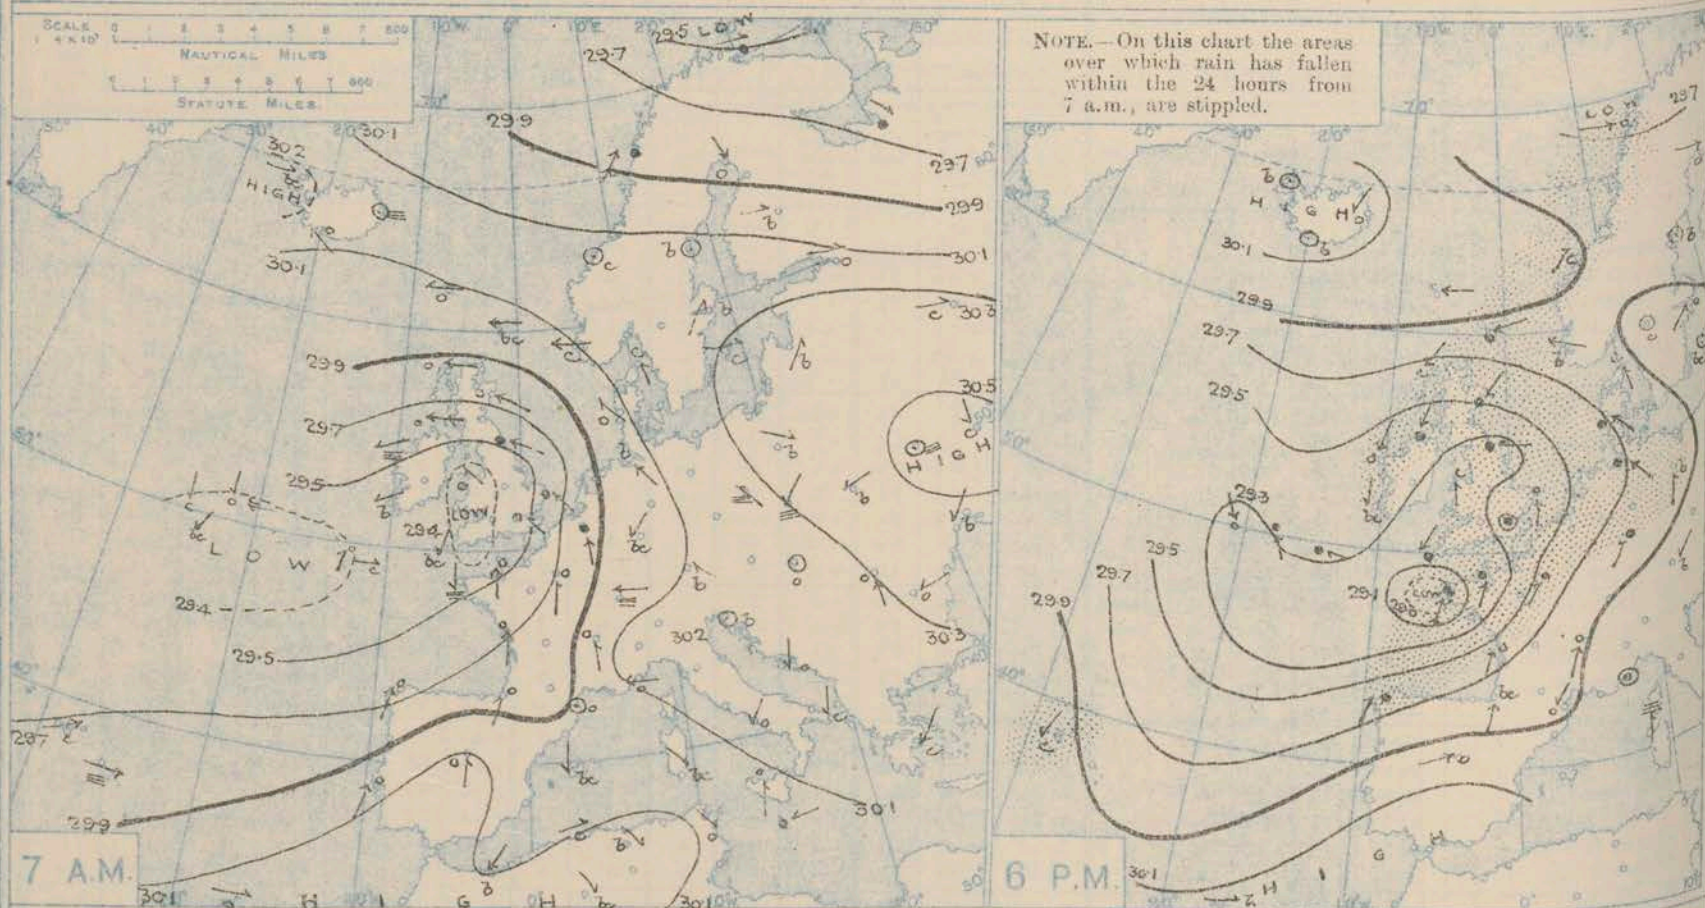 SCALE
NAUTICAL MILES
STATUTE MILES
NOTE.—On this chart the areas
over which rain has fallen
within the 24 hours from
7 a.m., are stippled.
29.5 LOW
29.7
29.9
30.1
30.2
HIGH
29.7
29.9
30.1
30.1
30.3
29.9
30.5
HIGH
29.7
29.5
LOW
29.4
LOW
29.4
30.2
30.3
29.5
29.7
30.1
29.9
7 A.M.
30.1
HIGH
30.1
LOW
29.7
HIGH
30.1
29.9
29.7
29.5
29.3
29.5
29.7
29.1
LOW
29.9
6 P.M.
30.1
HIGH